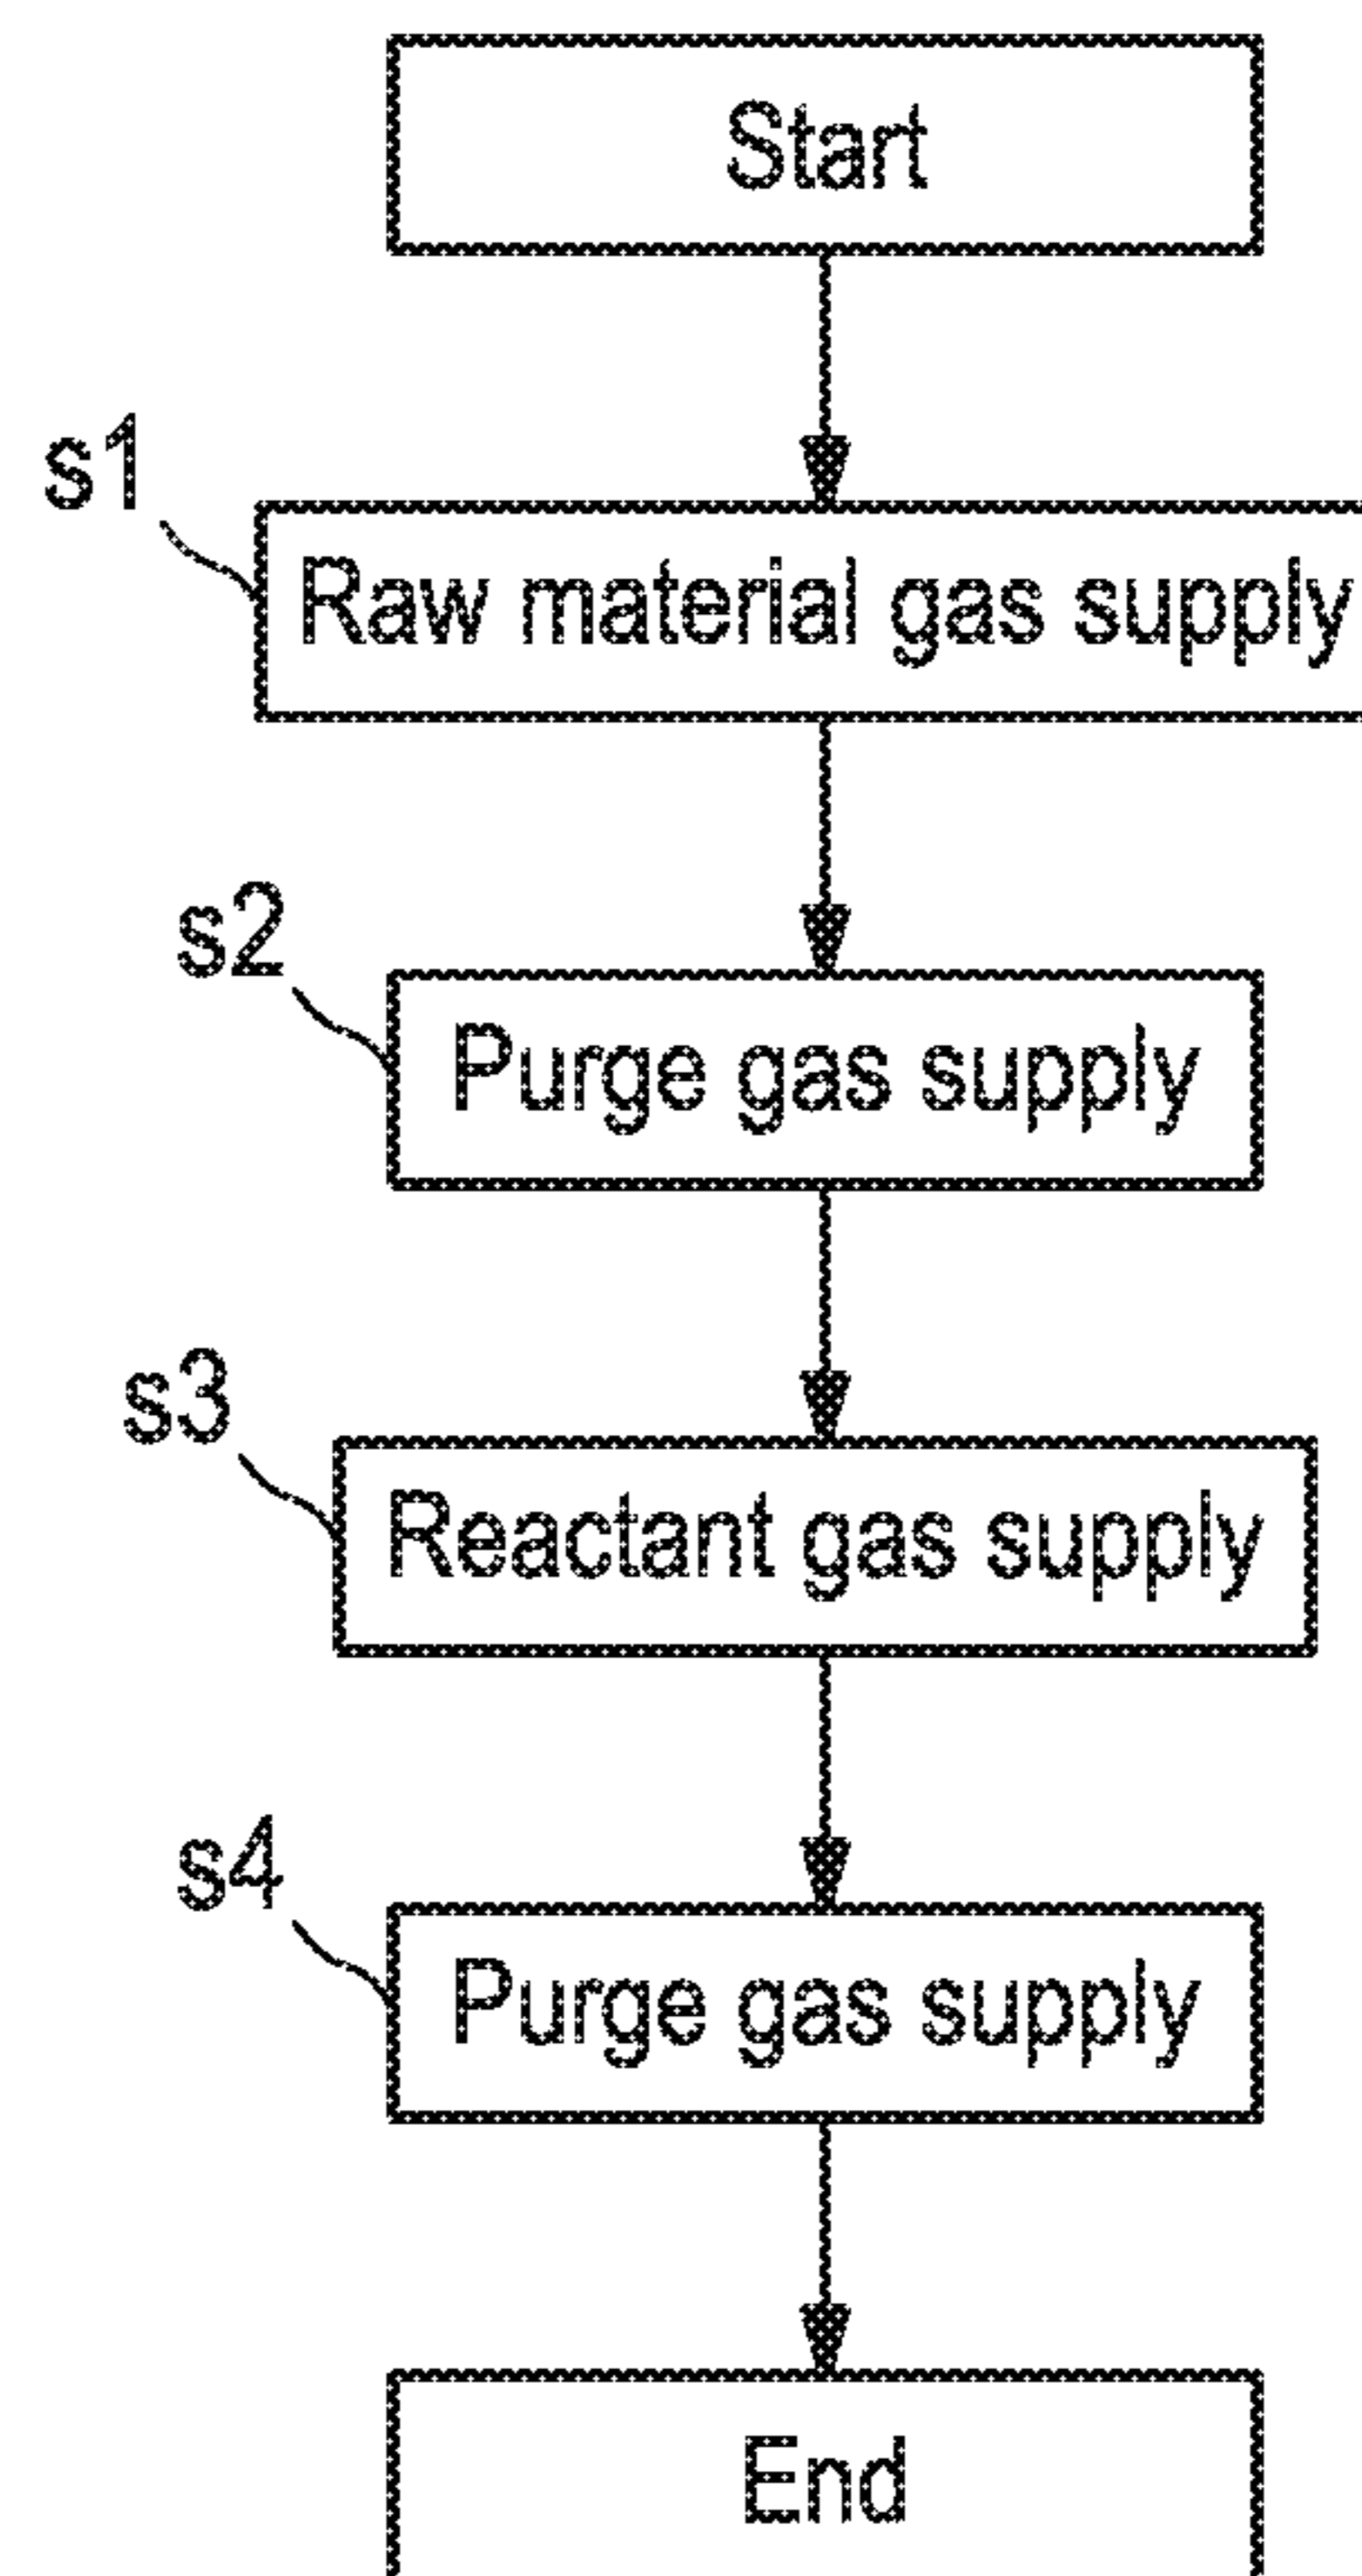 Start
s1
Raw material gas supply
s2
Purge gas supply
s3
Reactant gas supply
s4
Purge gas supply
End